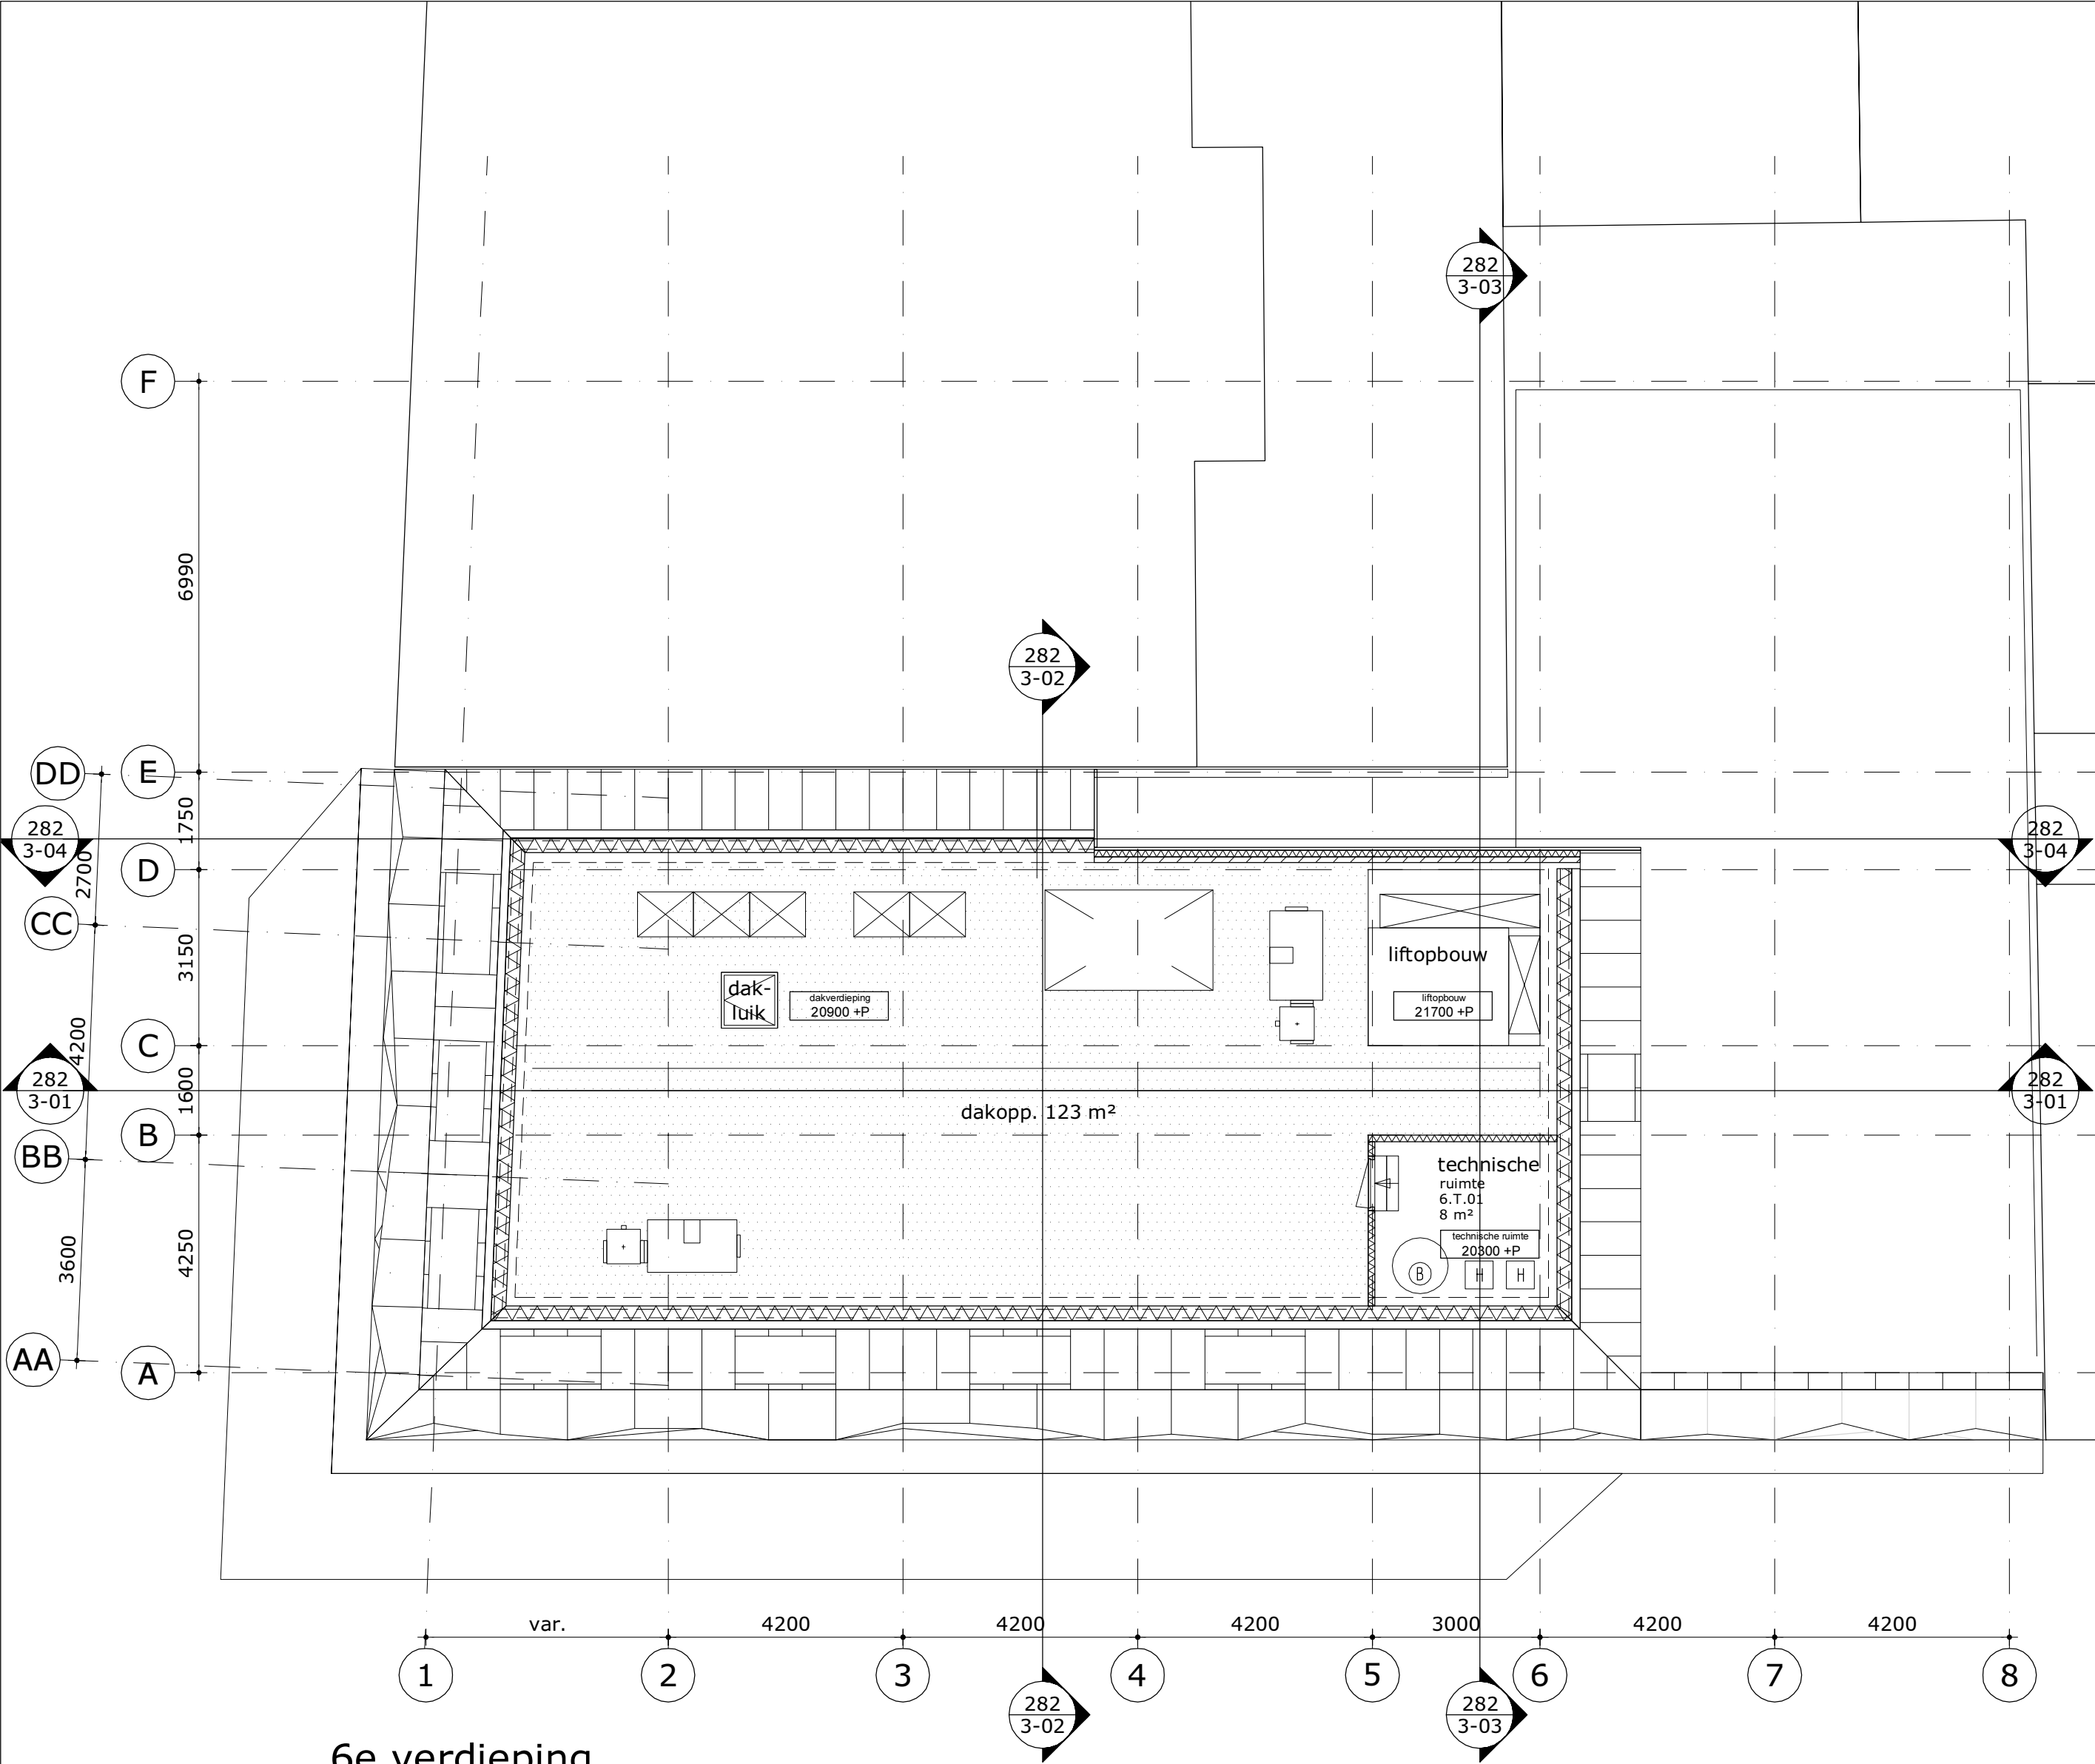 282
3-03
F
6990
282
3-02
DD
E
1750
282
3-04
2700
282
3-04
D
CC
3150
liftopbouw
dak-
luik
dakverdieping
20900 +P
liftopbouw
21700 +P
C
4200
282
3-01
1600
282
3-01
dakopp. 123 m²
B
BB
technische
ruimte
6.T.01
8 m²
technische ruimte
20300 +P
B
H
H
3600
4250
AA
A
var.
4200
4200
4200
3000
4200
4200
1
2
3
4
5
6
7
8
282
3-02
282
3-03
6e verdieping